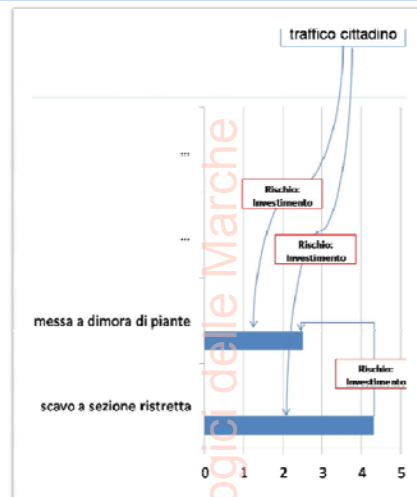 traffico cittadino
...
Rischio:
Investimento
...
Rischio:
Investimento
messa a dimora di piante
Rischio:
Investimento
scavo a sezione ristretta
0 1 2 3 4 5
ogici delle Marche